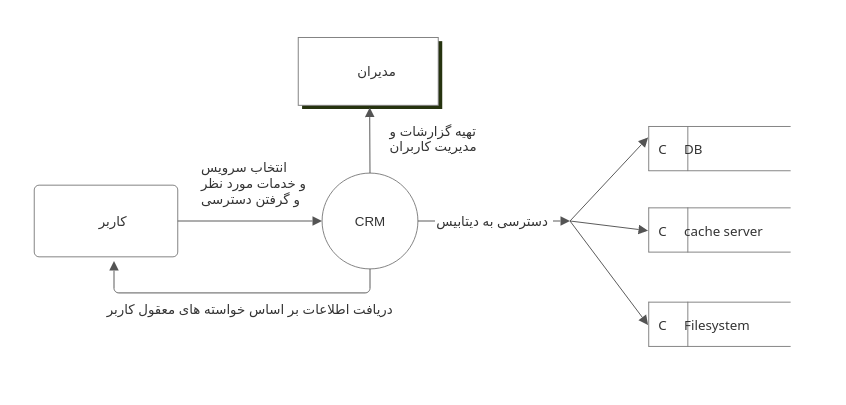 مدیران
تهیه گزارشات و
مدیریت کاربران
انتخاب سرویس
و خدمات مورد نظر
و گرفتن دسترسی
کاربر
CRM
دسترسی به دیتابیس
C DB
C cache server
C Filesystem
دریافت اطلاعات بر اساس خواسته های معقول کاربر